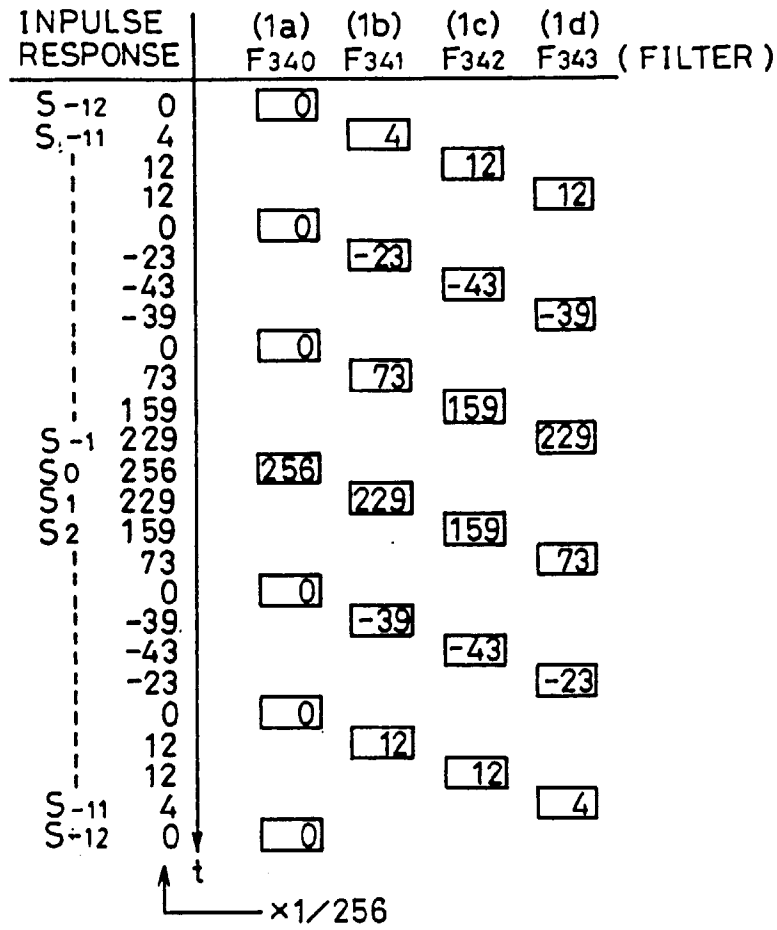 INPULSE (1a) (1b) (1c) (1d)
RESPONSE F340 F341 F342 F343 (FILTER)
S-12 0 0
S-11 4 4
12 12
12 12
0 0
-23 -23
-43 -43
-39 -39
0 0
73 73
159 159
S-1 229 229
S0 256 256
S1 229 229
S2 159 159
73 73
0 0
-39 -39
-43 -43
-23 -23
0 0
12 12
12 12
S-11 4 4
S-12 0 0
t
×1/256